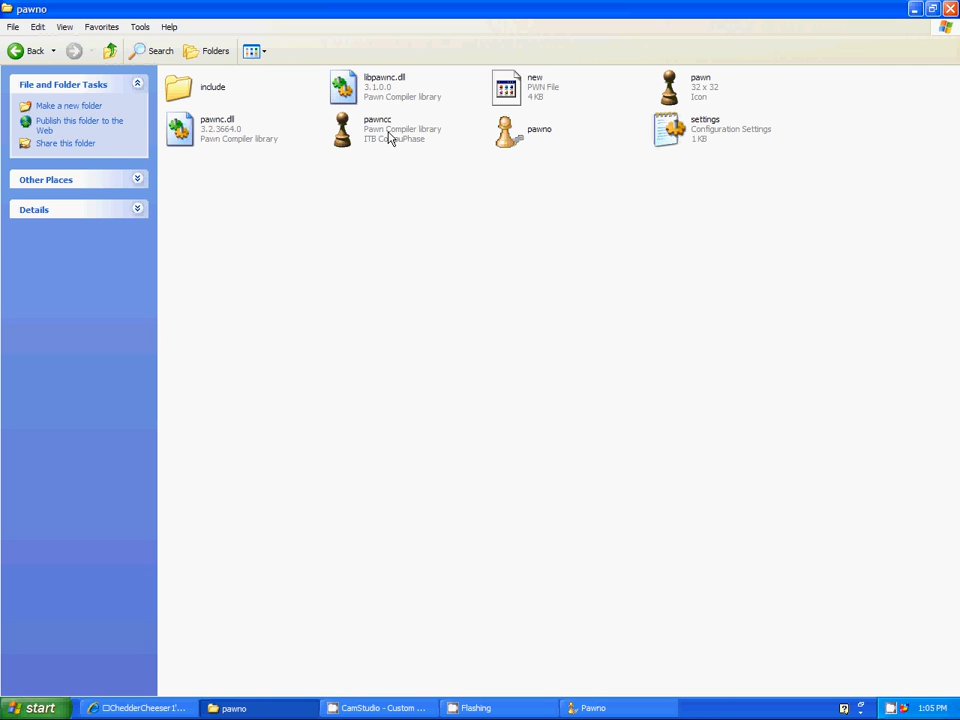 pawno
File Edit View Favorites Tools Help
Back Search Folders
File and Folder Tasks
Make a new folder
Publish this folder to the
Web
Share this folder
Other Places
Details
include
libpawnc.dll
3.1.0.0
Pawn Compiler library
new
PWN File
4 KB
pawn
32 x 32
Icon
pawnc.dll
3.2.3664.0
Pawn Compiler library
pawncc
Pawn Compiler library
ITB CompuPhase
pawno
settings
Configuration Settings
1 KB
start ChedderCheeser1'... pawno CamStudio - Custom ... Flashing Pawno 1:05 PM